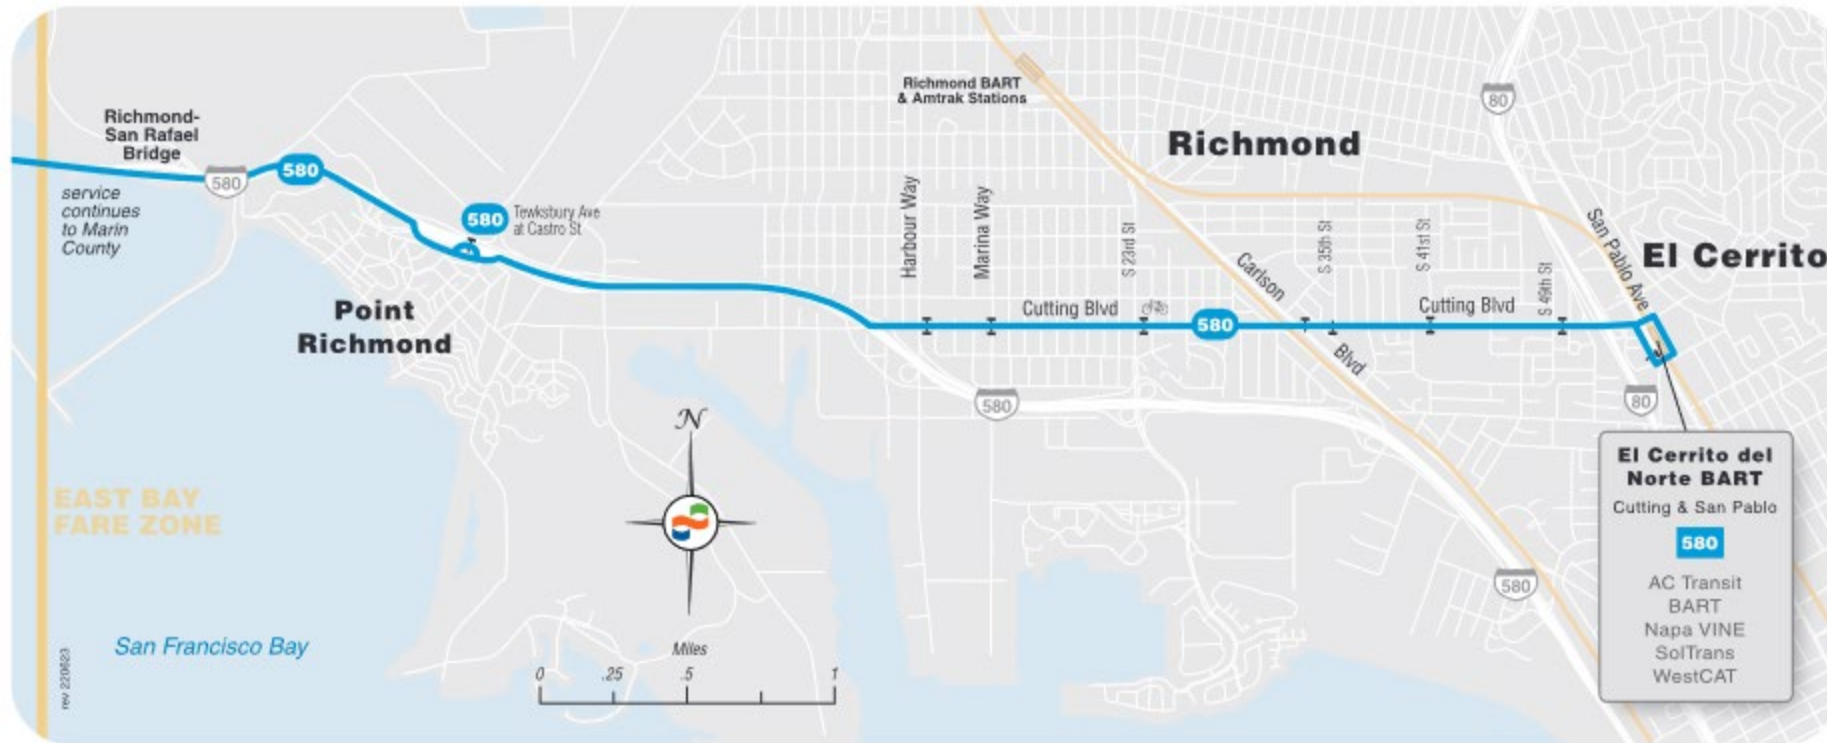 Richmond BART
& Amtrak Stations
80
Richmond
Richmond-
San Rafael
Bridge
580
580
service
continues
to Marin
County
580
Tewksbury Ave
at Castro St
Harbour Way
Marina Way
S 23rd St
Carlson
Blvd
S 35th St
S 41st St
S 49th St
San Pablo Ave
El Cerrito
Point
Richmond
Cutting Blvd
580
Cutting Blvd
580
80
N
El Cerrito del
Norte BART
Cutting & San Pablo
580
AC Transit
BART
Napa VINE
SolTrans
WestCAT
EAST BAY
FARE ZONE
580
San Francisco Bay
Miles
0 .25 .5 1
rev 220623